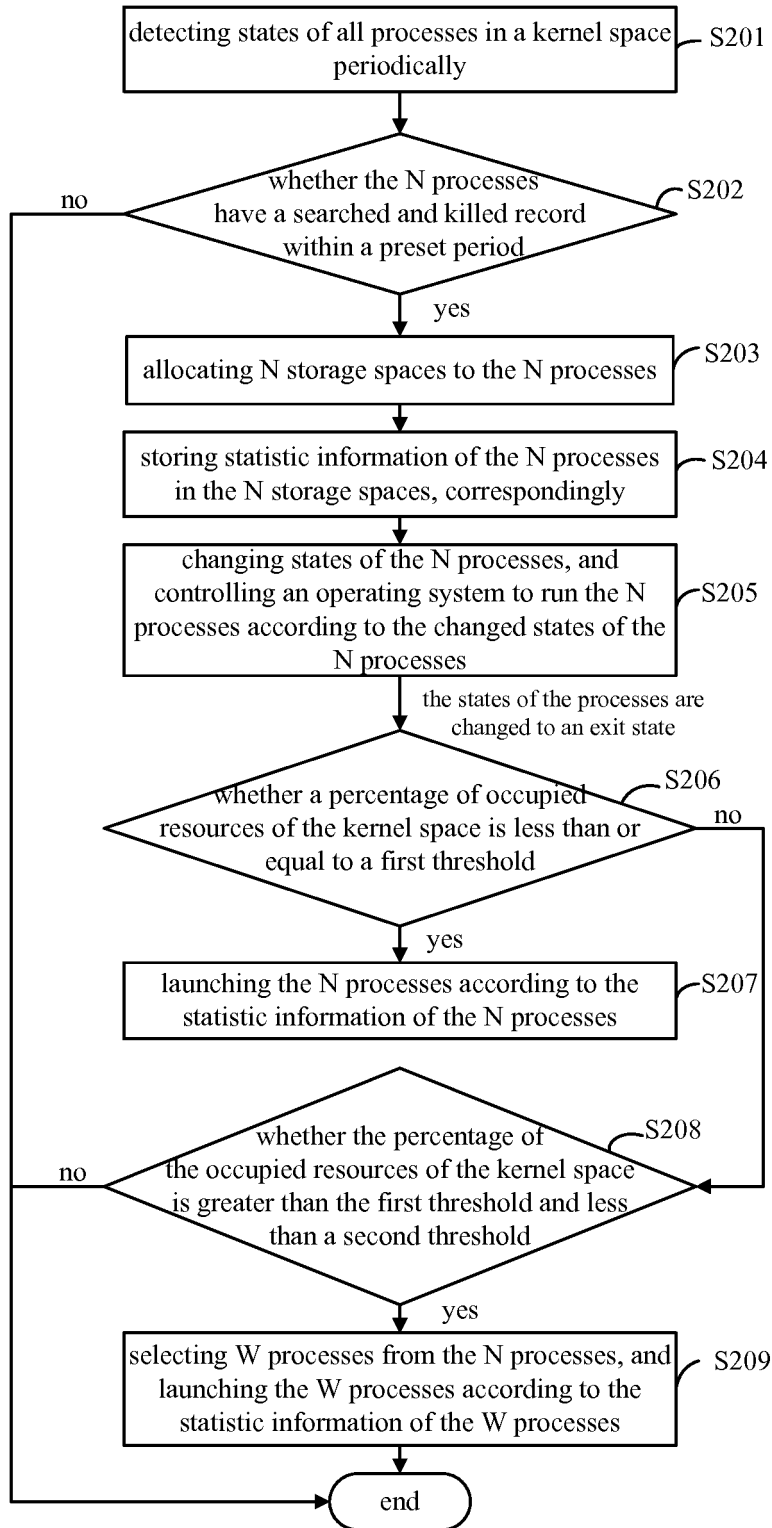 detecting states of all processes in a kernel space
periodically
S201
whether the N processes
have a searched and killed record
within a preset period
S202
no
yes
allocating N storage spaces to the N processes
S203
storing statistic information of the N processes
in the N storage spaces, correspondingly
S204
changing states of the N processes, and
controlling an operating system to run the N
processes according to the changed states of the
N processes
S205
the states of the processes are
changed to an exit state
whether a percentage of occupied
resources of the kernel space is less than or
equal to a first threshold
S206
no
yes
launching the N processes according to the
statistic information of the N processes
S207
whether the percentage of
the occupied resources of the kernel space
is greater than the first threshold and less
than a second threshold
S208
no
yes
selecting W processes from the N processes, and
launching the W processes according to the
statistic information of the W processes
S209
end